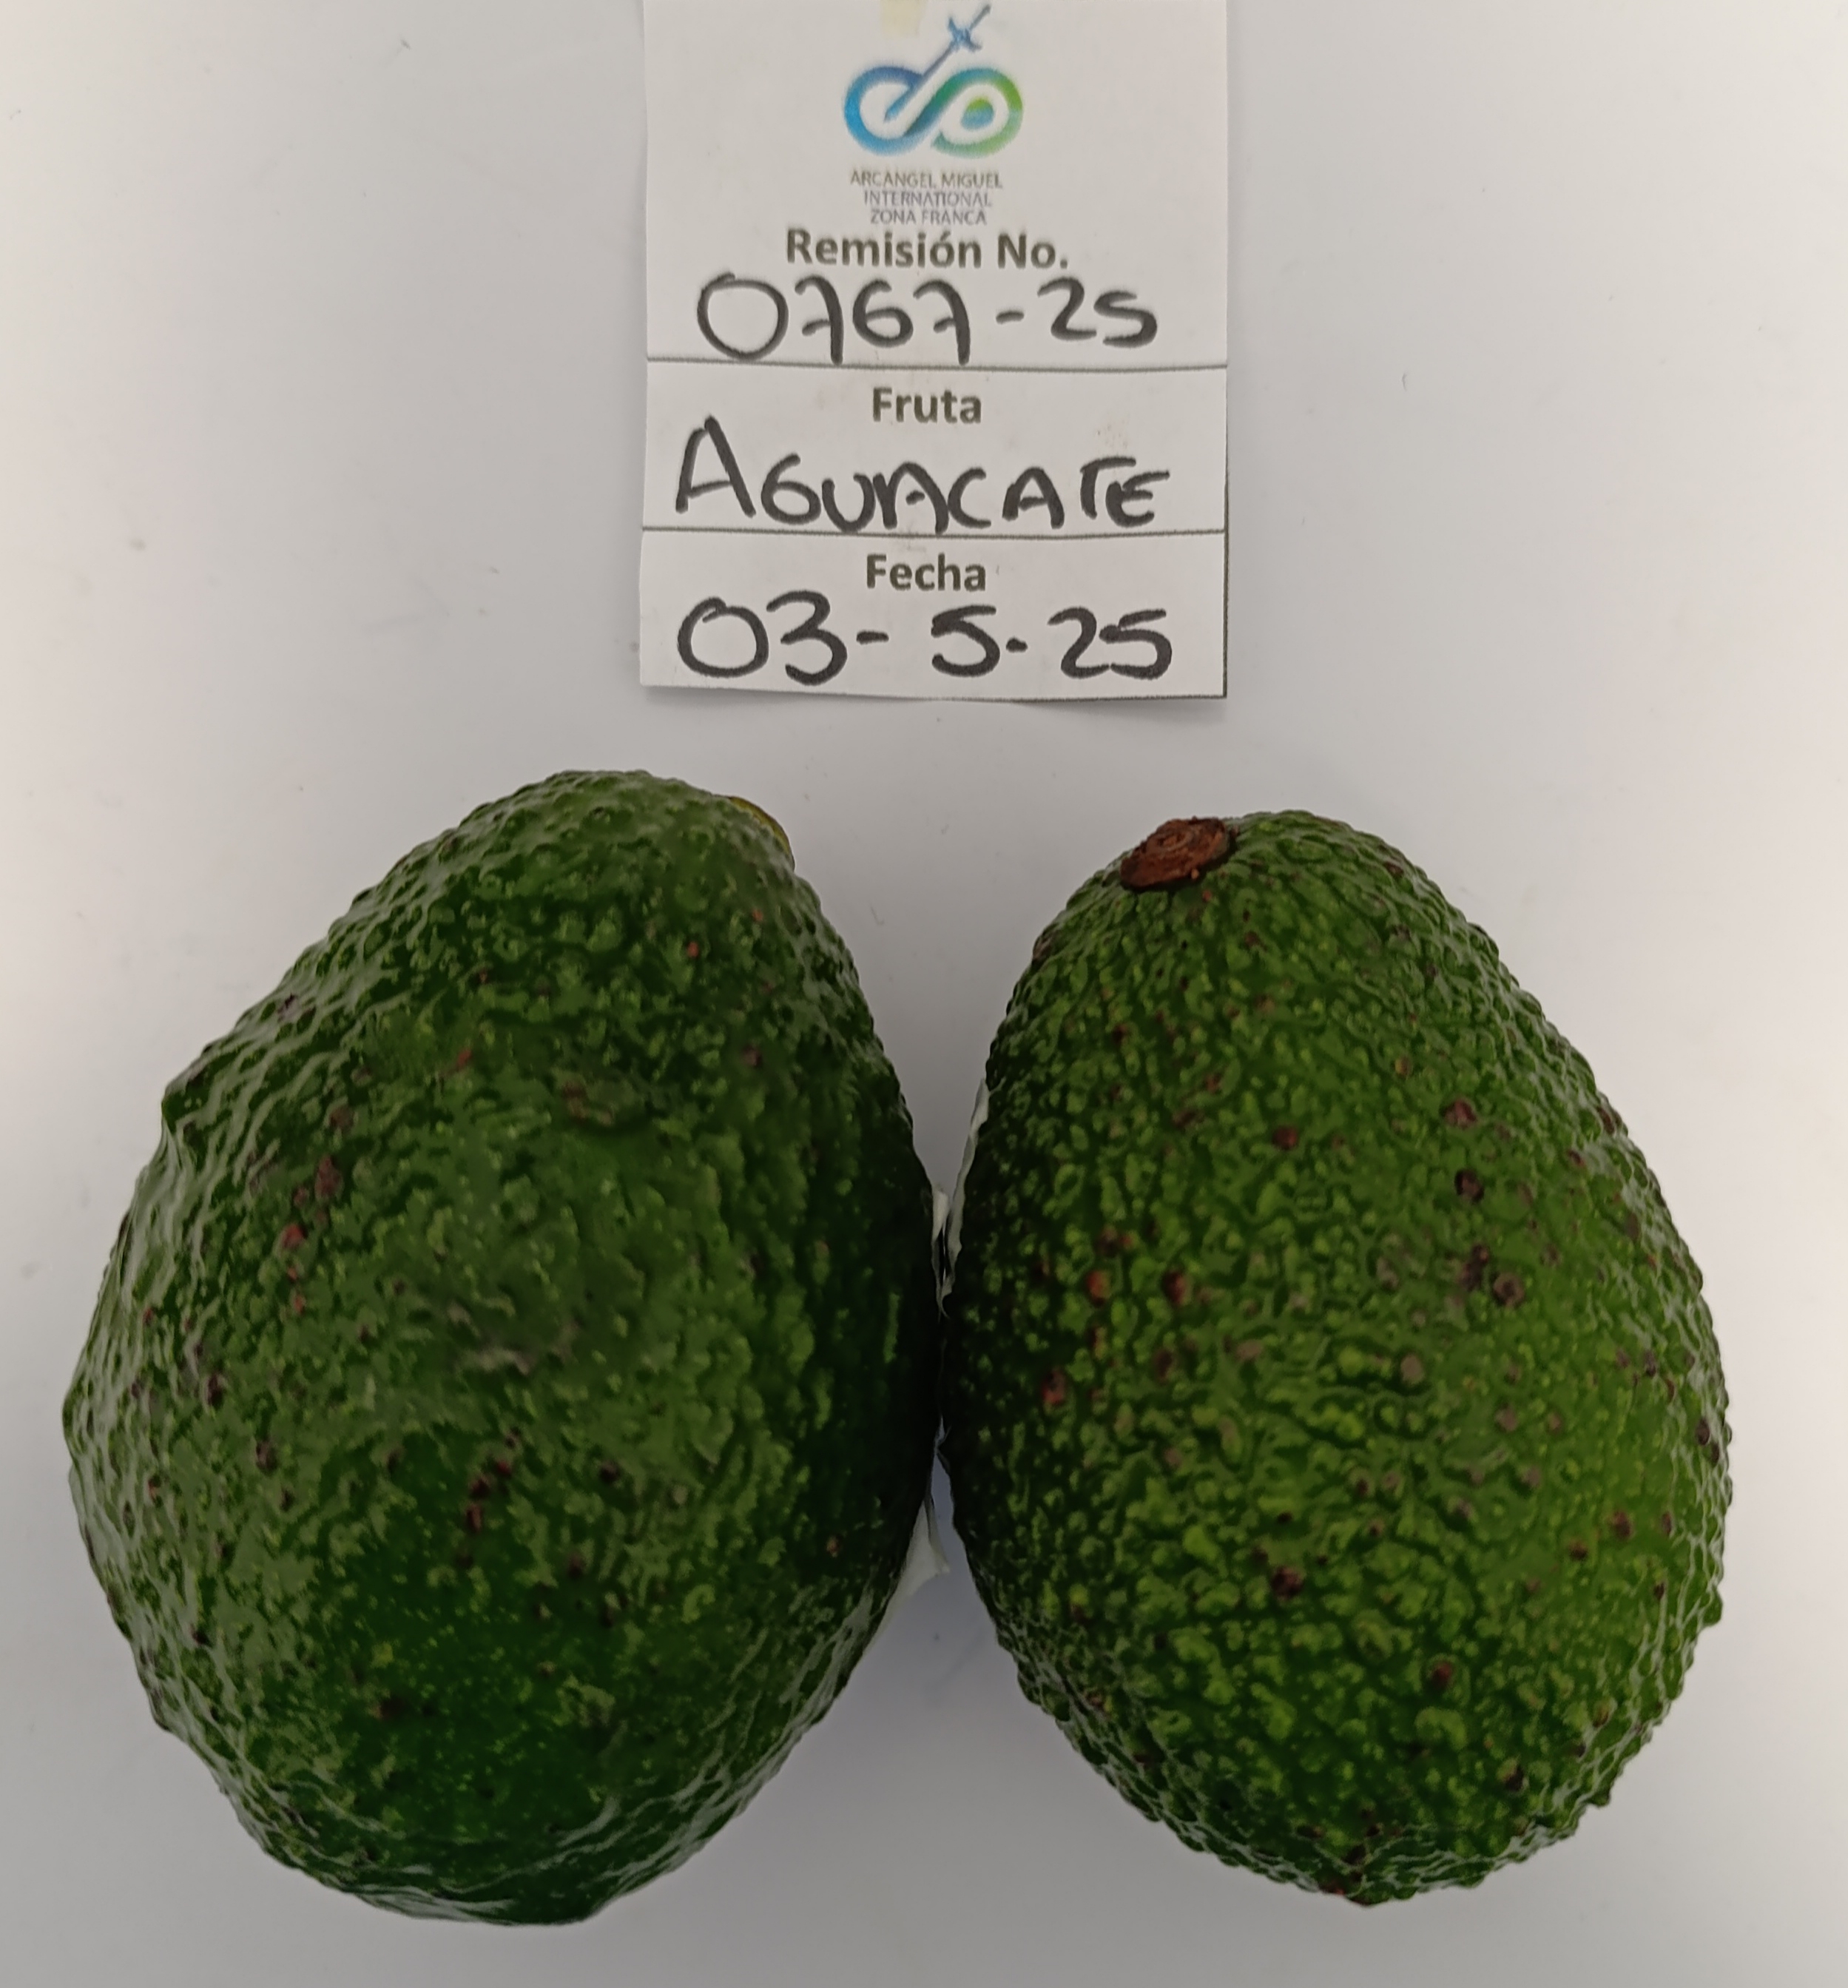 ARCANGEL MIGUEL
INTERNATIONAL
ZONA FRANCA
Remisión No.
0767-25
Fruta
AGUACATE
Fecha
03-5-25